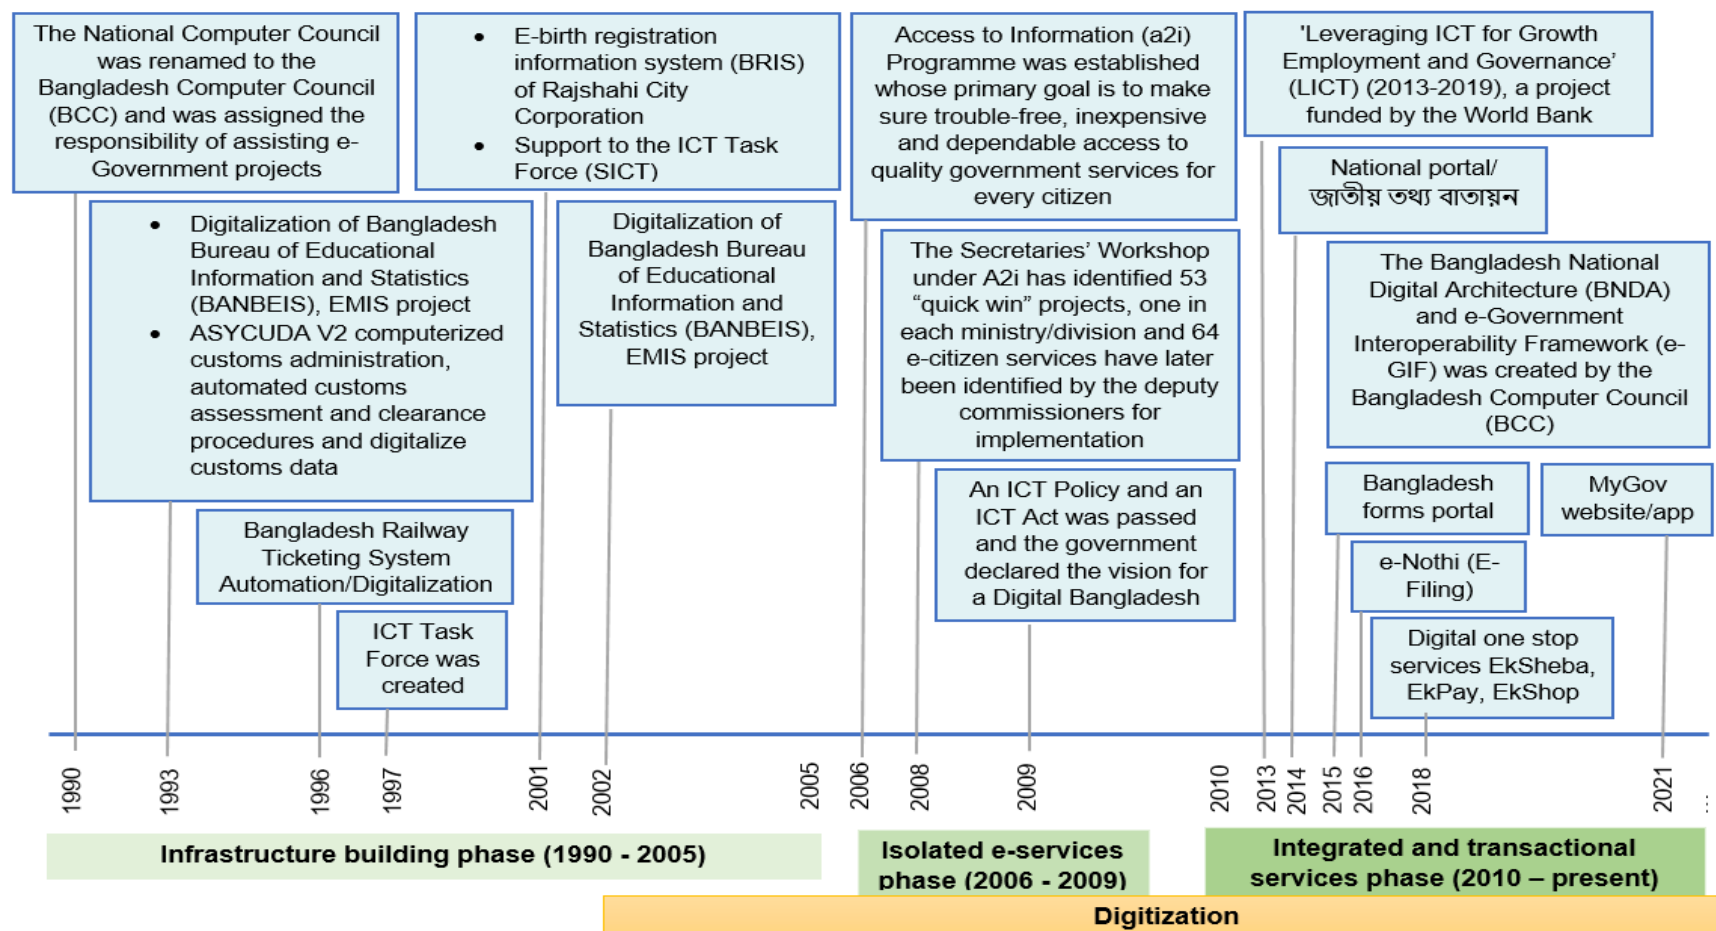 The National Computer Council
was renamed to the
Bangladesh Computer Council
(BCC) and was assigned the
responsibility of assisting e-
Government projects
• E-birth registration
information system (BRIS)
of Rajshahi City
Corporation
• Support to the ICT Task
Force (SICT)
Access to Information (a2i)
Programme was established
whose primary goal is to make
sure trouble-free, inexpensive
and dependable access to
quality government services for
every citizen
'Leveraging ICT for Growth
Employment and Governance’
(LICT) (2013-2019), a project
funded by the World Bank
National portal/
জাতীয় তথ্য বাতায়ন
• Digitalization of Bangladesh
Bureau of Educational
Information and Statistics
(BANBEIS), EMIS project
• ASYCUDA V2 computerized
customs administration,
automated customs
assessment and clearance
procedures and digitalize
customs data
Digitalization of
Bangladesh Bureau
of Educational
Information and
Statistics (BANBEIS),
EMIS project
The Secretaries’ Workshop
under A2i has identified 53
“quick win” projects, one in
each ministry/division and 64
e-citizen services have later
been identified by the deputy
commissioners for
implementation
The Bangladesh National
Digital Architecture (BNDA)
and e-Government
Interoperability Framework (e-
GIF) was created by the
Bangladesh Computer Council
(BCC)
Bangladesh Railway
Ticketing System
Automation/Digitalization
An ICT Policy and an
ICT Act was passed
and the government
declared the vision for
a Digital Bangladesh
Bangladesh
forms portal
MyGov
website/app
e-Nothi (E-
Filing)
ICT Task
Force was
created
Digital one stop
services EkSheba,
EkPay, EkShop
1990
1993
1996
1997
2001
2002
2005
2006
2008
2009
2010
2013
2014
2015
2016
2018
2021
...
Infrastructure building phase (1990 - 2005)
Isolated e-services
phase (2006 - 2009)
Integrated and transactional
services phase (2010 – present)
Digitization